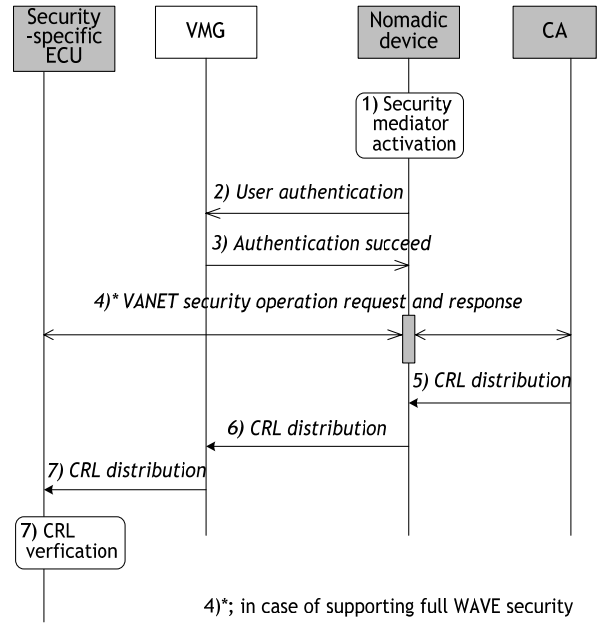 Security
-specific
ECU
VMG
Nomadic
device
CA
1) Security
mediator
activation
2) User authentication
3) Authentication succeed
4)* VANET security operation request and response
5) CRL distribution
6) CRL distribution
7) CRL distribution
7) CRL
verfication
4)*; in case of supporting full WAVE security